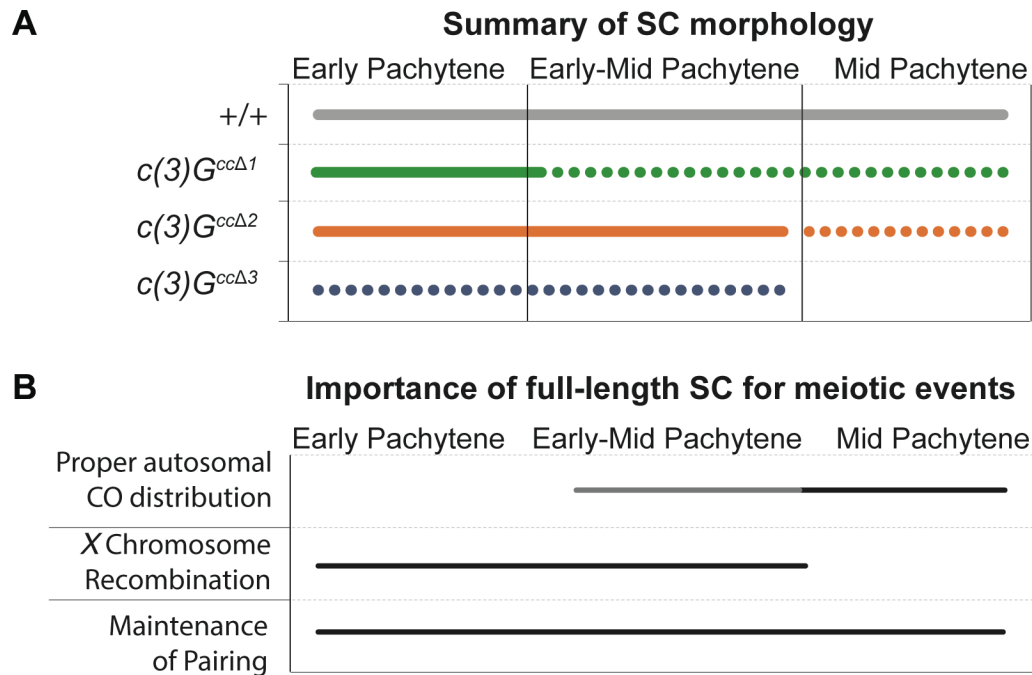 A
Summary of SC morphology
Early Pachytene Early-Mid Pachytene Mid Pachytene
+/+
c(3)G^ccΔ1
c(3)G^ccΔ2
c(3)G^ccΔ3
B
Importance of full-length SC for meiotic events
Early Pachytene Early-Mid Pachytene Mid Pachytene
Proper autosomal
CO distribution
X Chromosome
Recombination
Maintenance
of Pairing